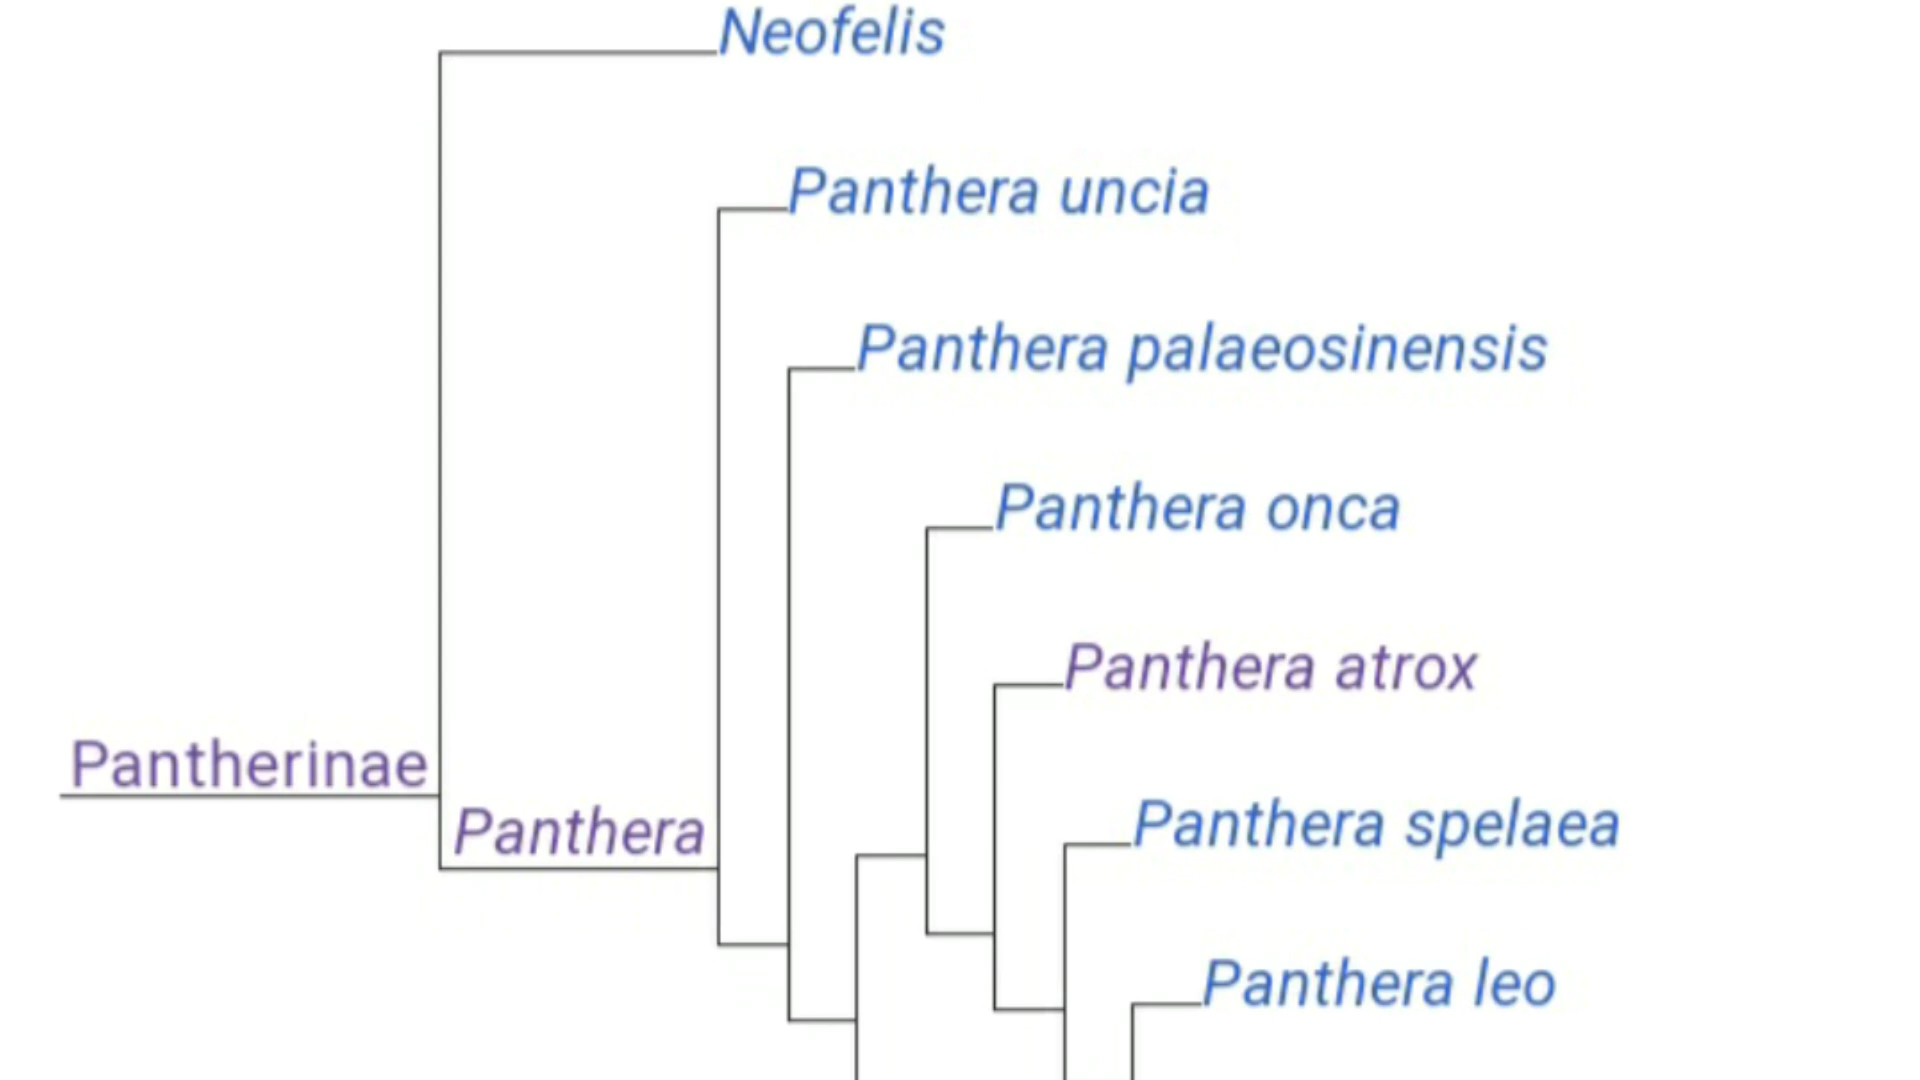 Neofelis
Panthera uncia
Panthera palaeosinensis
Panthera onca
Panthera atrox
Pantherinae
Panthera
Panthera spelaea
Panthera leo